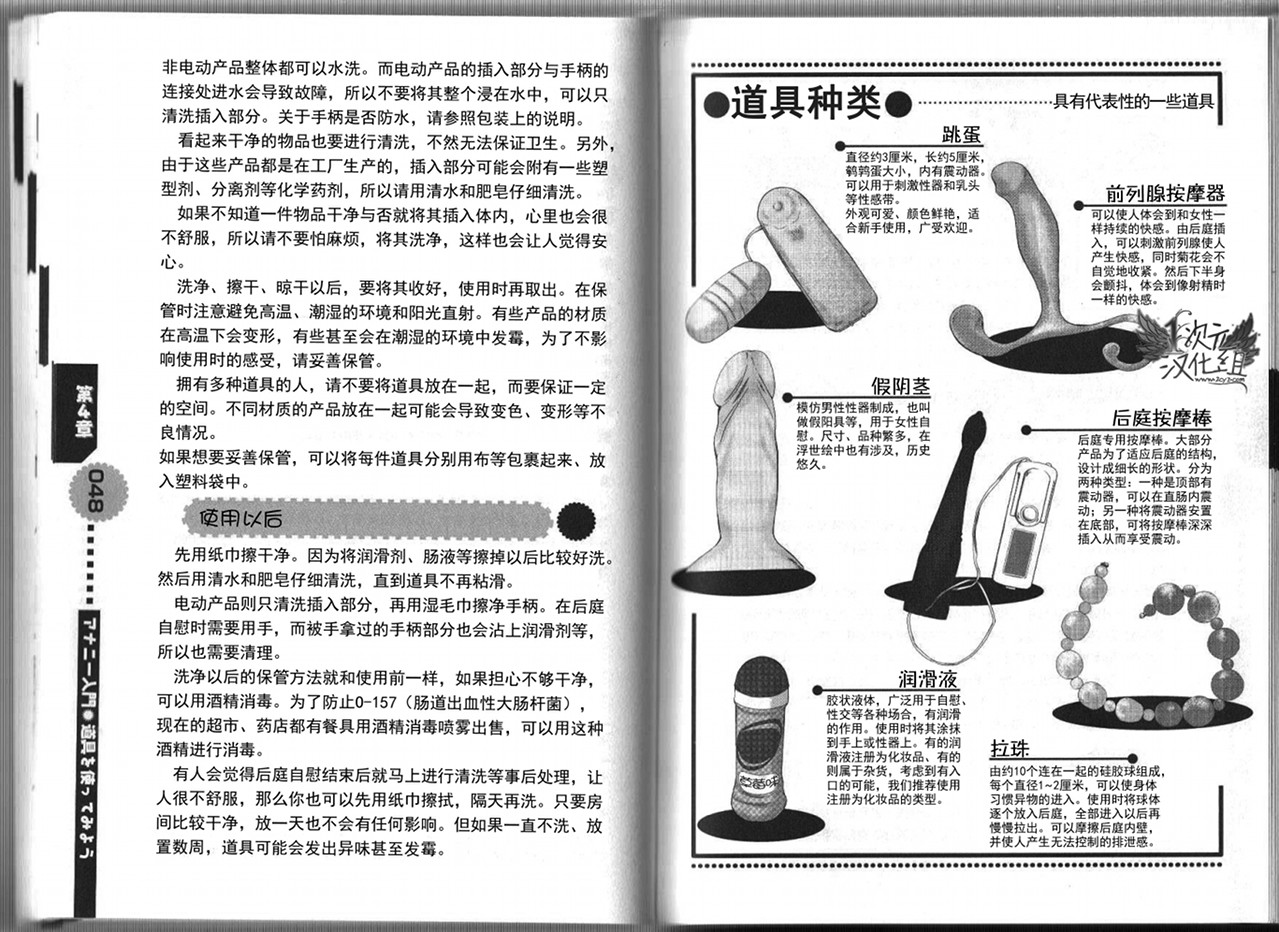 非电动产品整体都可以水洗。而电动产品的插入部分与手柄的
连接处进水会导致故障，所以不要将其整个浸在水中，可以只
清洗插入部分。关于手柄是否防水，请参照包装上的说明。
看起来干净的物品也要进行清洗，不然无法保证卫生。另外，
由于这些产品都是在工厂生产的，插入部分可能会附有一些塑
型剂、分离剂等化学药剂，所以请用清水和肥皂仔细清洗。
如果不知道一件物品干净与否就将其插入体内，心里也会很
不舒服，所以请不要怕麻烦，将其洗净，这样也会让人觉得安
心。
洗净、擦干、晾干以后，要将其收好，使用时再取出。在保
管时注意避免高温、潮湿的环境和阳光直射。有些产品的材质
在高温下会变形，有些甚至会在潮湿的环境中发霉，为了不影
响使用时的感受，请妥善保管。
拥有多种道具的人，请不要将道具放在一起，而要保证一定
的空间。不同材质的产品放在一起可能会导致变色、变形等不
良情况。
如果想要妥善保管，可以将每件道具分别用布等包裹起来、放
入塑料袋中。
使用以后
先用纸巾擦干净。因为将润滑剂、肠液等擦掉以后比较好洗。
然后用清水和肥皂仔细清洗，直到道具不再粘滑。
电动产品则只清洗插入部分，再用湿毛巾擦净手柄。在后庭
自慰时需要用手，而被手拿过的手柄部分也会沾上润滑剂等，
所以也需要清理。
洗净以后的保管方法就和使用前一样，如果担心不够干净，
可以用酒精消毒。为了防止O-157（肠道出血性大肠杆菌），
现在的超市、药店都有餐具用酒精消毒喷雾出售，可以用这种
酒精进行消毒。
有人会觉得后庭自慰结束后就马上进行清洗等事后处理，让
人很不舒服，那么你也可以先用纸巾擦拭，隔天再洗。只要房
间比较干净，放一天也不会有任何影响。但如果一直不洗、放
置数周，道具可能会发出异味甚至发霉。
第4章
048
アナニー入門●道具を使ってみよう
●道具种类●
具有代表性的一些道具
跳蛋
直径约3厘米，长约5厘米，
鹌鹑蛋大小，内有震动器。
可以用于刺激性器和乳头
等性感带。
外观可爱、颜色鲜艳，适
合新手使用，广受欢迎。
前列腺按摩器
可以使人体会到和女性一
样持续的快感。由后庭插
入，可以刺激前列腺使人
产生快感，同时菊花会不
自觉地收紧。然后下半身
会颤抖，体会到像射精时
一样的快感。
次元
汉化组
假阴茎
模仿男性性器制成，也叫
做假阳具等，用于女性自
慰。尺寸、品种繁多，在
浮世绘中也有涉及，历史
悠久。
后庭按摩棒
后庭专用按摩棒。大部分
产品为了适应后庭的结构，
设计成细长的形状。分为
两种类型：一种是顶部有
震动器，可以在直肠内震
动；另一种将震动器安置
在底部，可将按摩棒深深
插入从而享受震动。
润滑液
胶状液体，广泛用于自慰、
性交等各种场合，有润滑
的作用。使用时将其涂抹
到手上或性器上。有的润
滑液注册为化妆品、有的
则属于杂货，考虑到有入
口的可能，我们推荐使用
注册为化妆品的类型。
草莓味
拉珠
由约10个连在一起的硅胶球组成，
每个直径1~2厘米，可以使身体
习惯异物的进入。使用时将球体
逐个放入后庭，全部进入以后再
慢慢拉出。可以摩擦后庭内壁，
并使人产生无法控制的排泄感。